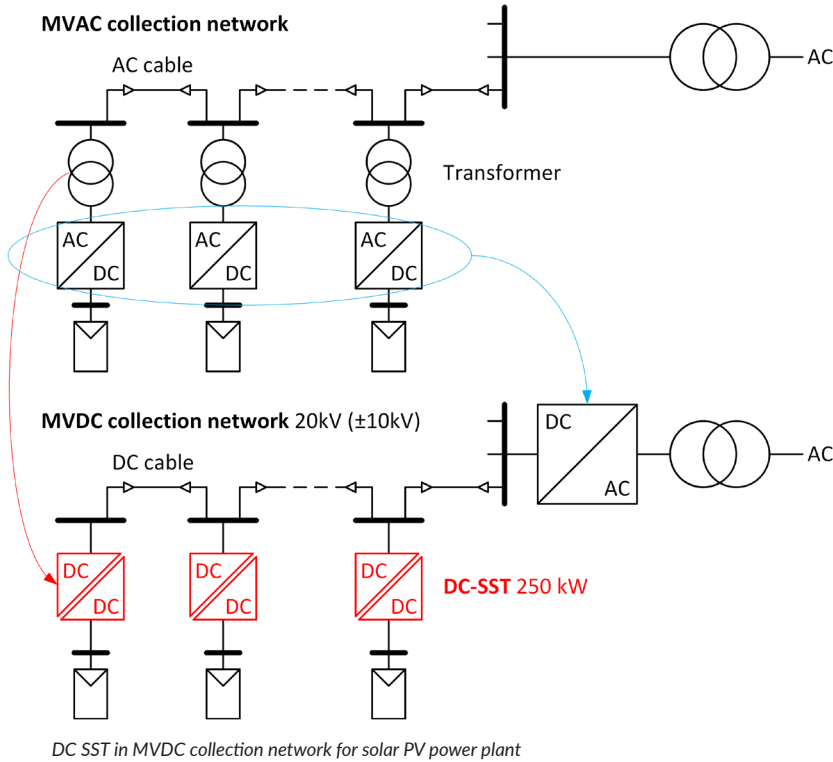 MVAC collection network
AC
AC cable
Transformer
AC
DC
AC
DC
AC
DC
MVDC collection network 20kV (±10kV)
DC
AC
AC
DC cable
DC
DC
DC
DC
DC
DC
DC-SST 250 kW
DC SST in MVDC collection network for solar PV power plant